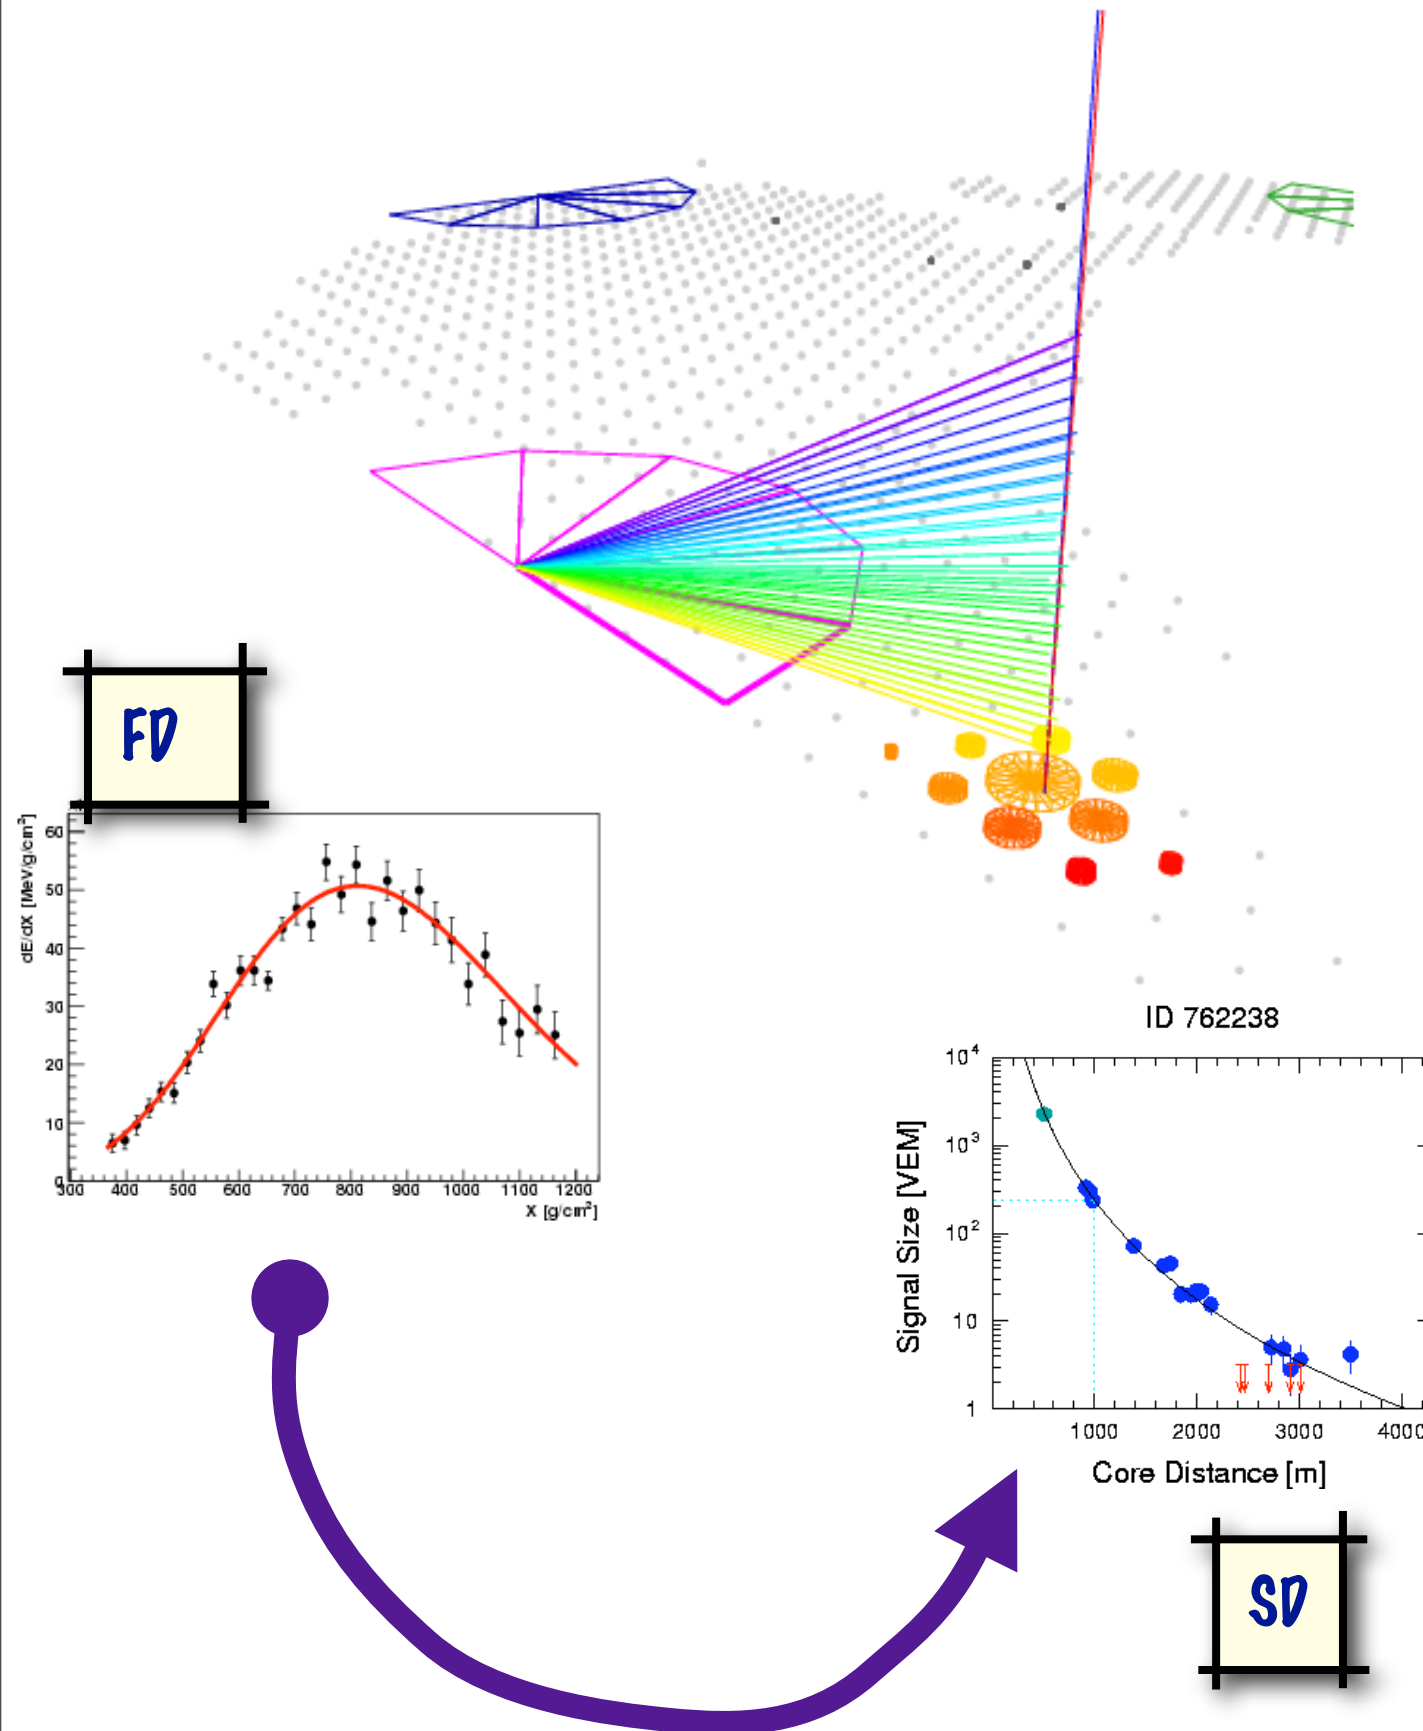 FD
dE/dX [MeV/g/cm²]
60
50
40
30
20
10
0
300 400 500 600 700 800 900 1000 1100 1200
X [g/cm²]
ID 762238
Signal Size [VEM]
10⁴
10³
10²
10
1
1000 2000 3000 4000
Core Distance [m]
SD